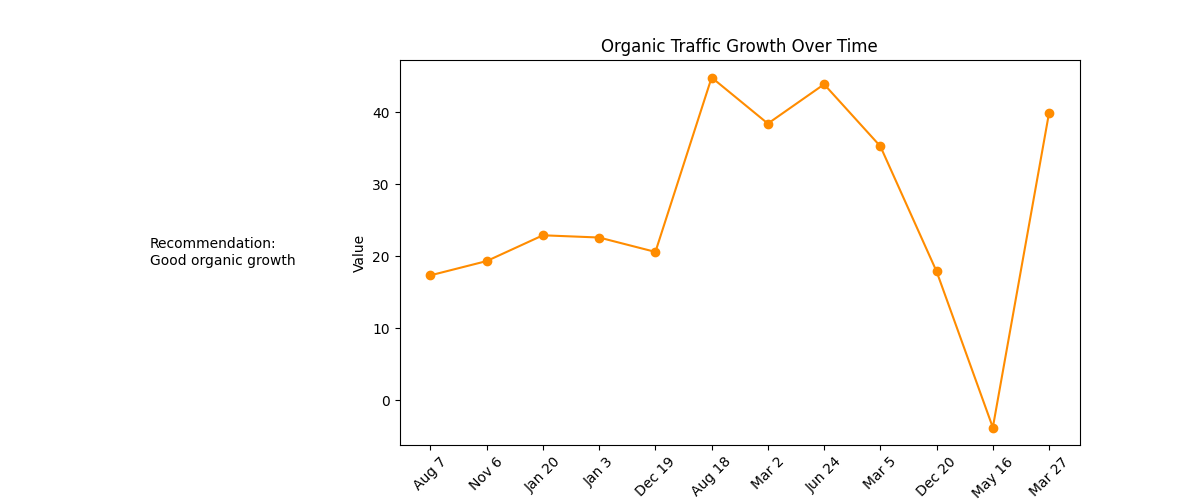 Organic Traffic Growth Over Time
Recommendation:
Good organic growth
Value
40
30
20
10
0
Aug 7
Nov 6
Jan 20
Jan 3
Dec 19
Aug 18
Mar 2
Jun 24
Mar 5
Dec 20
May 16
Mar 27